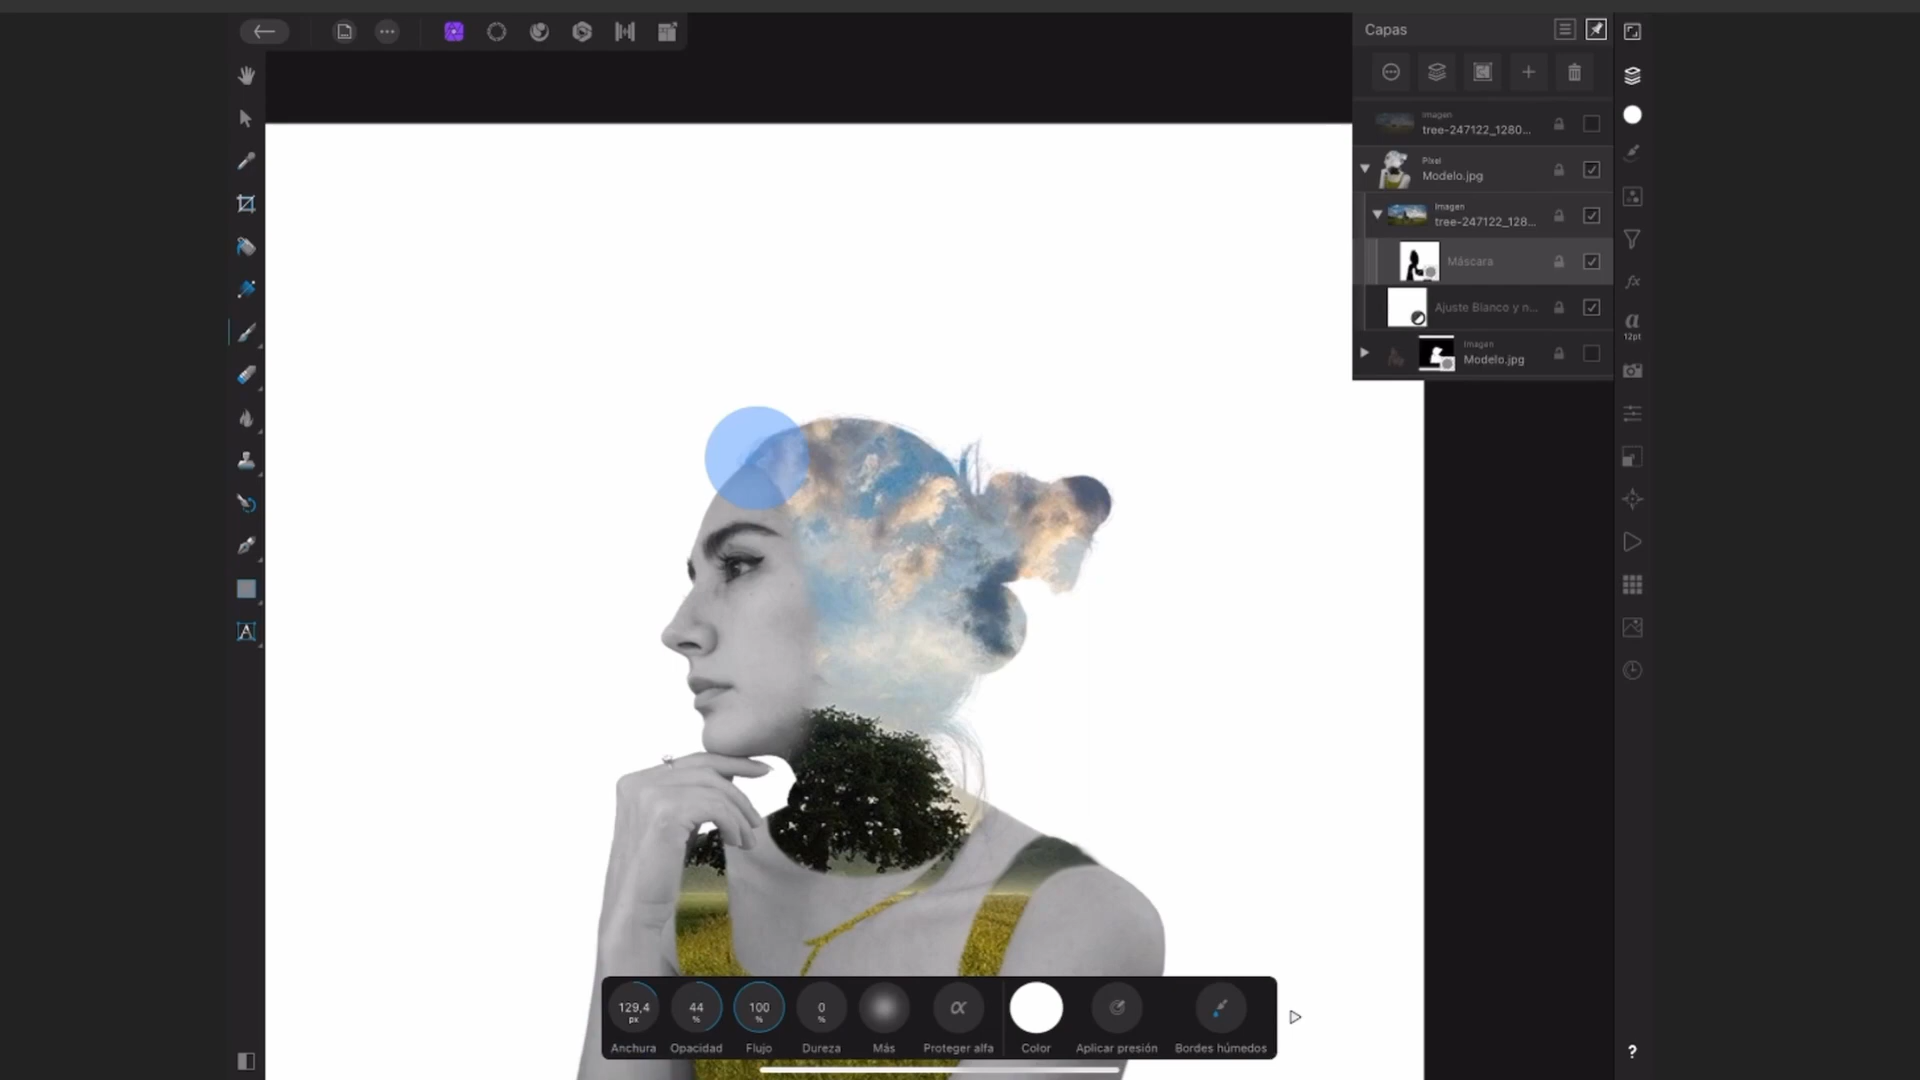 Capas
Imagen
tree-247122_1280...
Píxel
Modelo.jpg
Imagen
tree-247122_128...
Máscara
Ajuste Blanco y n...
Imagen
Modelo.jpg
a
12pt
fx
A
129,4
px
44
%
100
%
0
%
α
Anchura
Opacidad
Flujo
Dureza
Más
Proteger alfa
Color
Aplicar presión
Bordes húmedos
?